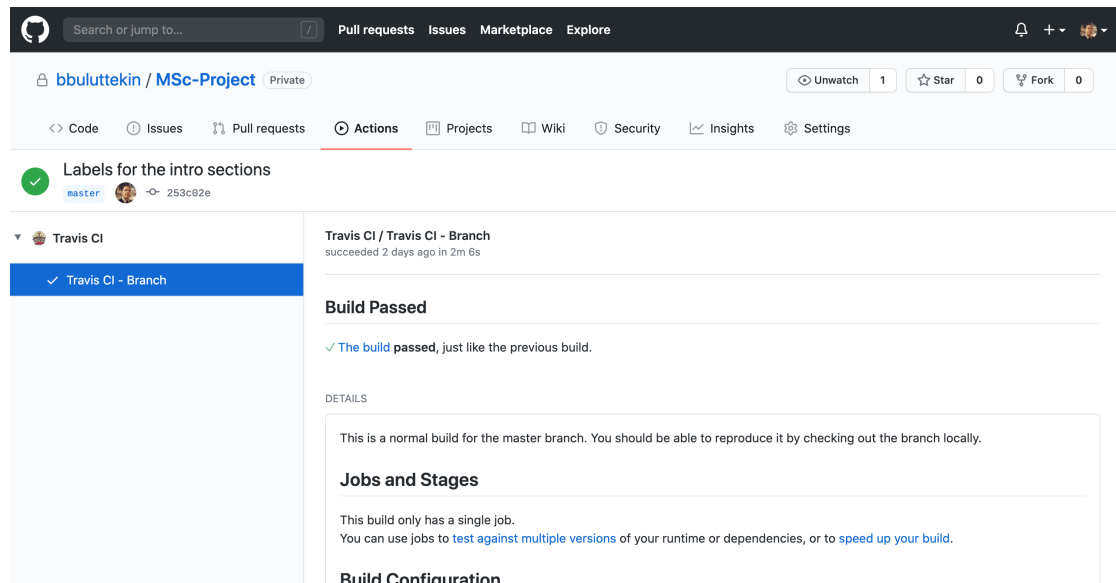 Search or jump to... / Pull requests Issues Marketplace Explore
bbuluttekin / MSc-Project Private Unwatch 1 Star 0 Fork 0
Code Issues Pull requests Actions Projects Wiki Security Insights Settings
Labels for the intro sections
master 253c02e
Travis CI
Travis CI - Branch
Travis CI / Travis CI - Branch
succeeded 2 days ago in 2m 6s
Build Passed
The build passed, just like the previous build.
DETAILS
This is a normal build for the master branch. You should be able to reproduce it by checking out the branch locally.
Jobs and Stages
This build only has a single job.
You can use jobs to test against multiple versions of your runtime or dependencies, or to speed up your build.
Build Configuration